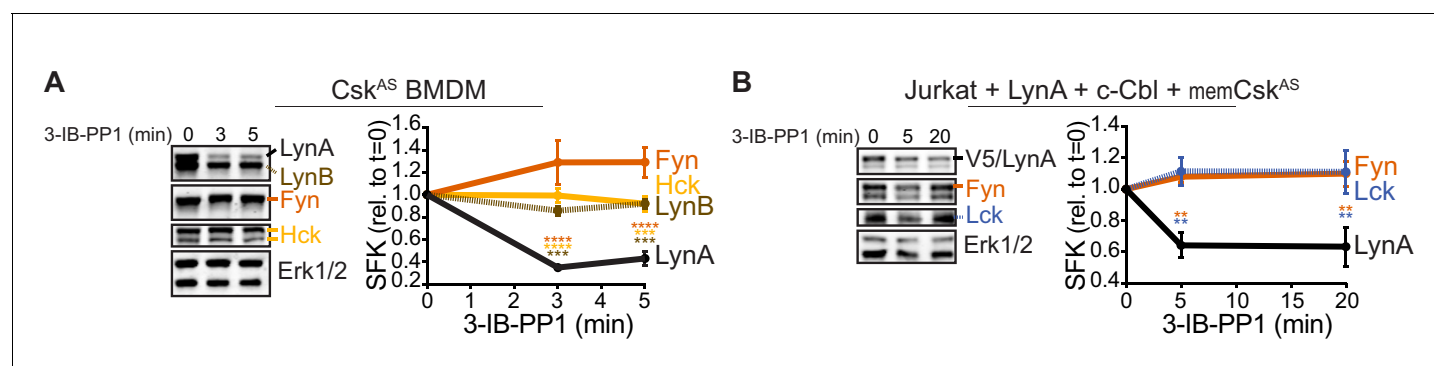 A
Csk^AS BMDM
3-IB-PP1 (min) 0 3 5
LynA
LynB
Fyn
Hck
Erk1/2
SFK (rel. to t=0)
1.6
1.4
1.2
1.0
0.8
0.6
0.4
0.2
Fyn
Hck
LynB
LynA
**** ****
**** ***
*** ***
0 1 2 3 4 5
3-IB-PP1 (min)
B
Jurkat + LynA + c-Cbl + memCsk^AS
3-IB-PP1 (min) 0 5 20
V5/LynA
Fyn
Lck
Erk1/2
SFK (rel. to t=0)
1.4
1.2
1.0
0.8
0.6
0.4
Fyn
Lck
LynA
** **
** **
0 5 10 15 20
3-IB-PP1 (min)